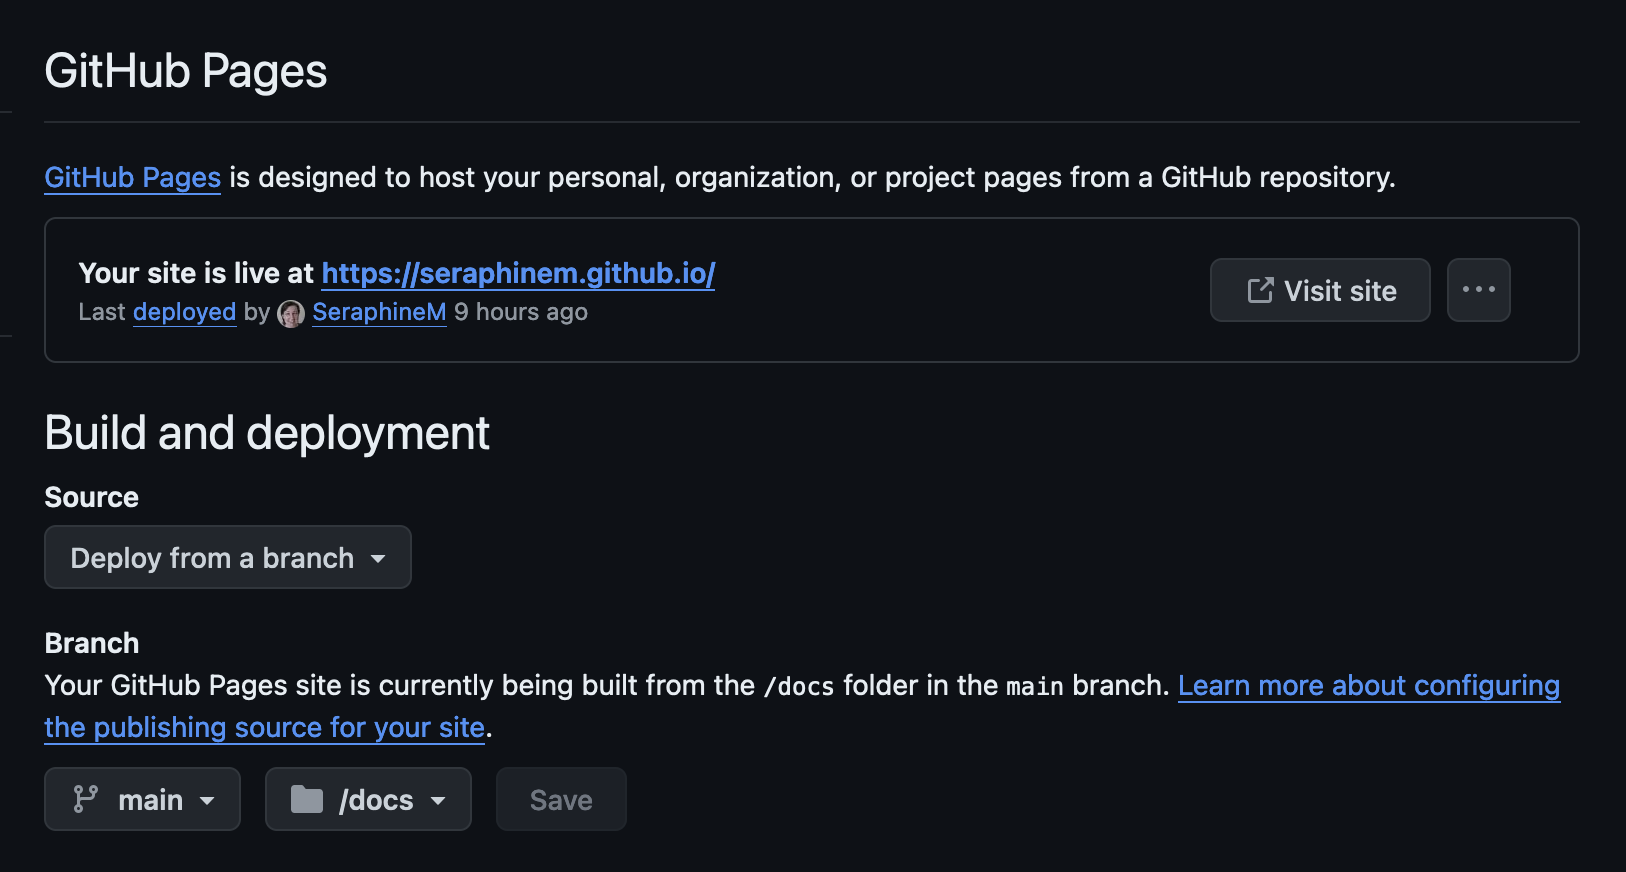 GitHub Pages
GitHub Pages is designed to host your personal, organization, or project pages from a GitHub repository.
Your site is live at https://seraphinem.github.io/
Last deployed by SeraphineM 9 hours ago
Visit site
Build and deployment
Source
Deploy from a branch
Branch
Your GitHub Pages site is currently being built from the /docs folder in the main branch. Learn more about configuring
the publishing source for your site.
main /docs Save